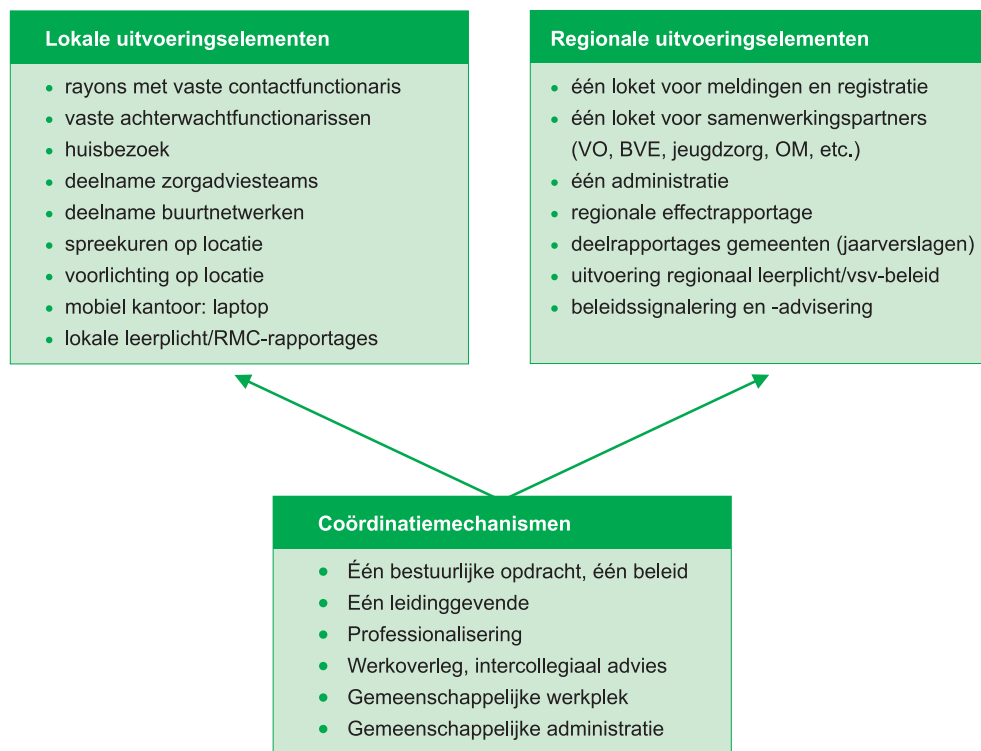 Lokale uitvoeringselementen
• rayons met vaste contactfunctionaris
• vaste achterwachtfunctionarissen
• huisbezoek
• deelname zorgadviesteams
• deelname buurtnetwerken
• spreekuren op locatie
• voorlichting op locatie
• mobiel kantoor: laptop
• lokale leerplicht/RMC-rapportages
Regionale uitvoeringselementen
• één loket voor meldingen en registratie
• één loket voor samenwerkingspartners
(VO, BVE, jeugdzorg, OM, etc.)
• één administratie
• regionale effectrapportage
• deelrapportages gemeenten (jaarverslagen)
• uitvoering regionaal leerplicht/vsv-beleid
• beleidssignalering en -advisering
Coördinatiemechanismen
• Één bestuurlijke opdracht, één beleid
• Eén leidinggevende
• Professionalisering
• Werkoverleg, intercollegiaal advies
• Gemeenschappelijke werkplek
• Gemeenschappelijke administratie